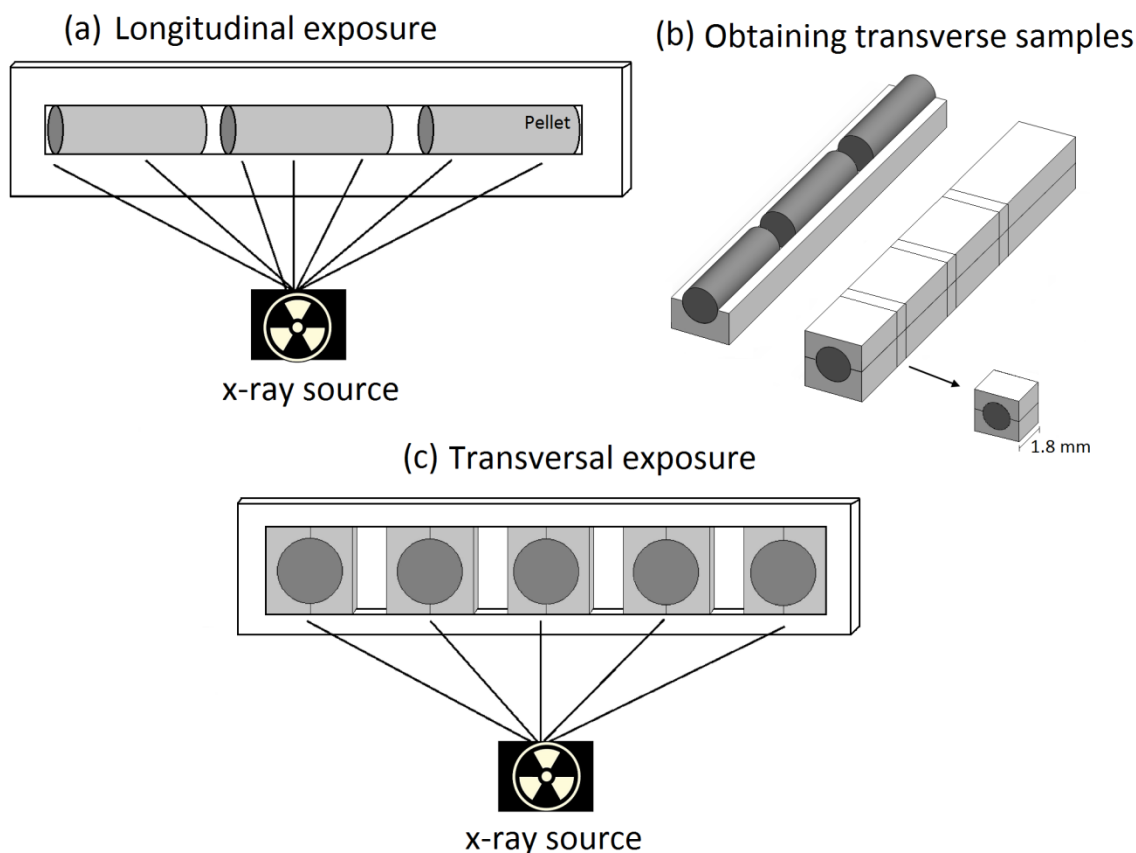 (a) Longitudinal exposure
Pellet
x-ray source
(b) Obtaining transverse samples
1.8 mm
(c) Transversal exposure
x-ray source